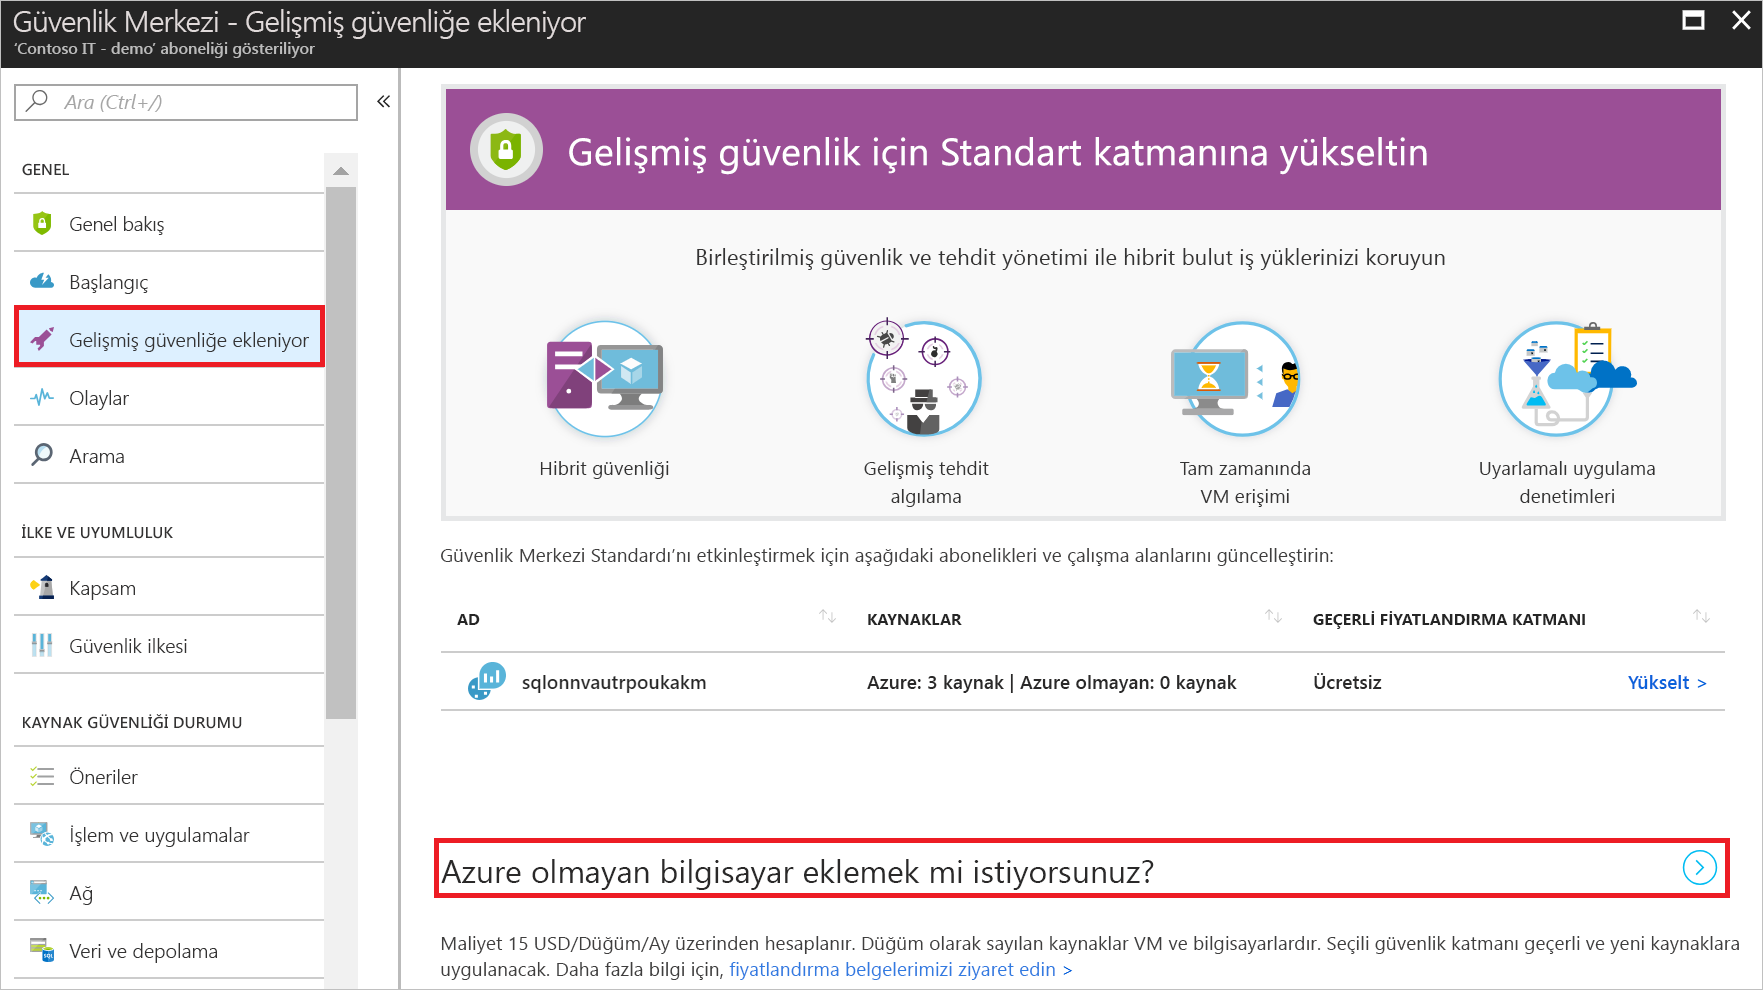 Güvenlik Merkezi - Gelişmiş güvenliğe ekleniyor
'Contoso IT - demo' aboneliği gösteriliyor
Ara (Ctrl+/)
GENEL
Genel bakış
Başlangıç
Gelişmiş güvenliğe ekleniyor
Olaylar
Arama
İLKE VE UYUMLULUK
Kapsam
Güvenlik ilkesi
KAYNAK GÜVENLİĞİ DURUMU
Öneriler
İşlem ve uygulamalar
Ağ
Veri ve depolama
Gelişmiş güvenlik için Standart katmanına yükseltin
Birleştirilmiş güvenlik ve tehdit yönetimi ile hibrit bulut iş yüklerinizi koruyun
Hibrit güvenliği
Gelişmiş tehdit
algılama
Tam zamanında
VM erişimi
Uyarlamalı uygulama
denetimleri
Güvenlik Merkezi Standardı'nı etkinleştirmek için aşağıdaki abonelikleri ve çalışma alanlarını güncelleştirin:
AD KAYNAKLAR GEÇERLİ FİYATLANDIRMA KATMANI
sqlonnvautrpoukakm Azure: 3 kaynak | Azure olmayan: 0 kaynak Ücretsiz Yükselt >
Azure olmayan bilgisayar eklemek mi istiyorsunuz?
Maliyet 15 USD/Düğüm/Ay üzerinden hesaplanır. Düğüm olarak sayılan kaynaklar VM ve bilgisayarlardır. Seçili güvenlik katmanı geçerli ve yeni kaynaklara
uygulanacak. Daha fazla bilgi için, fiyatlandırma belgelerimizi ziyaret edin >